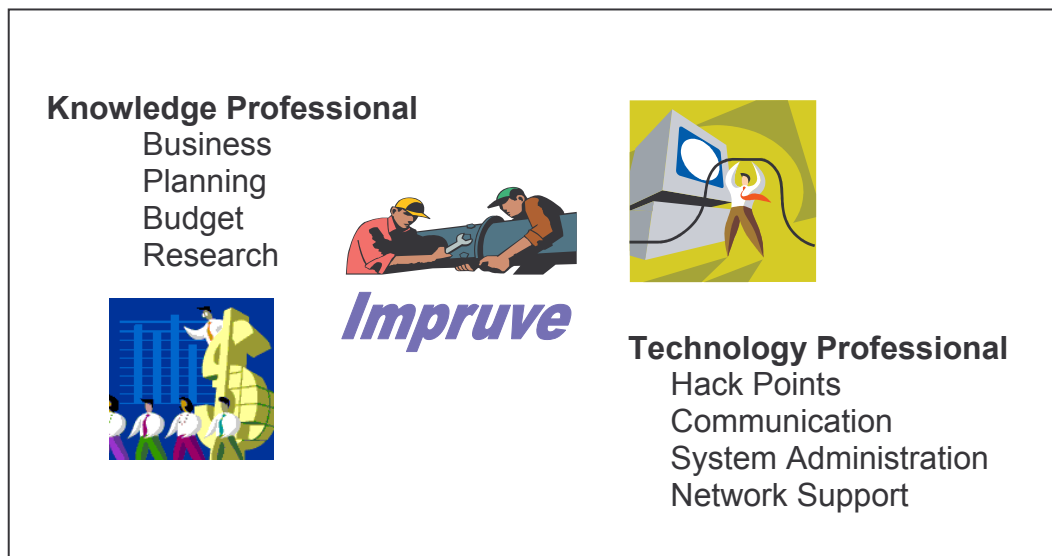 Knowledge Professional
Business
Planning
Budget
Research
Impruve
Technology Professional
Hack Points
Communication
System Administration
Network Support